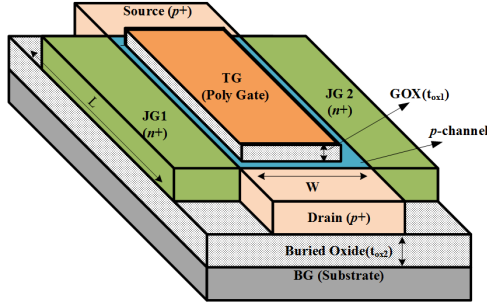 Source (p+)
TG
(Poly Gate)
JG 2
(n+)
GOX(tox1)
L
JG1
(n+)
p-channel
W
Drain (p+)
Buried Oxide(tox2)
BG (Substrate)